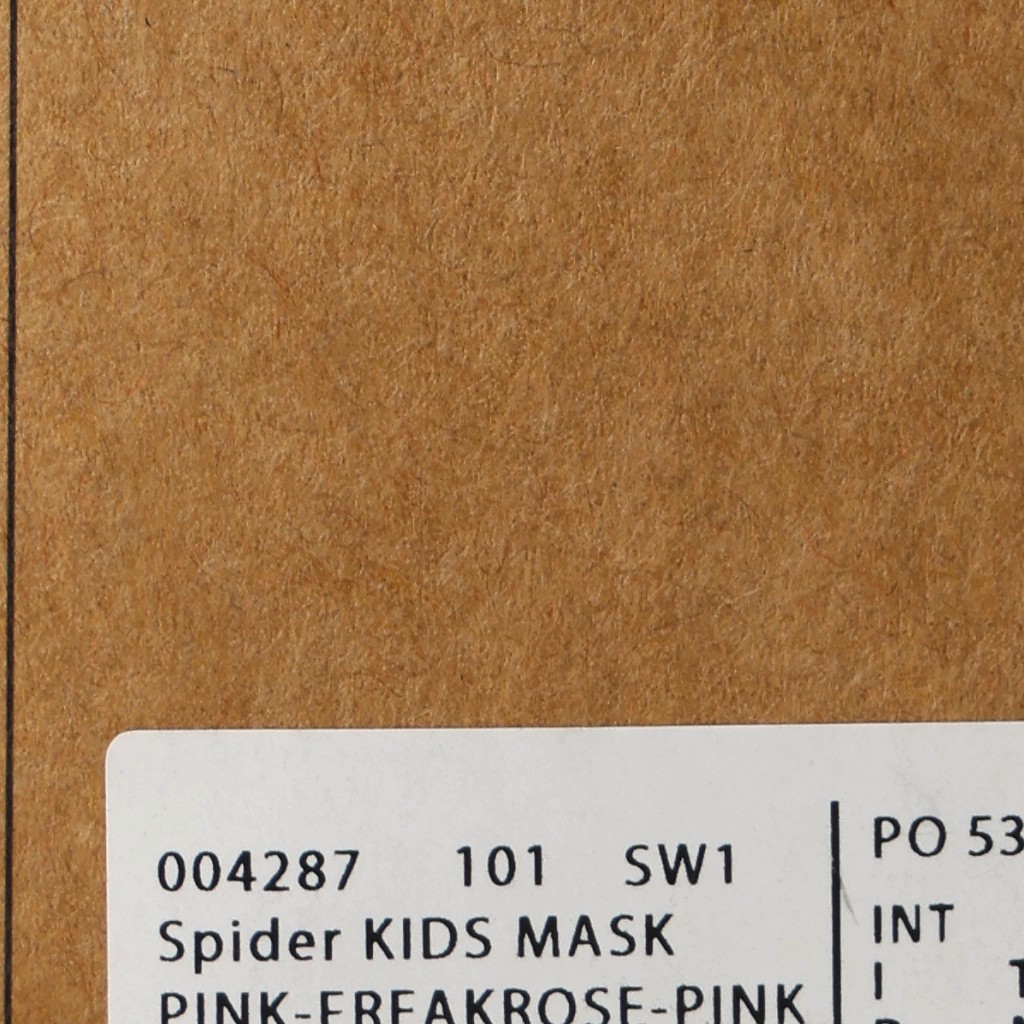 004287 101 SW1
Spider KIDS MASK
PINK-FREAKROSE-PINK
PO 53
INT
I